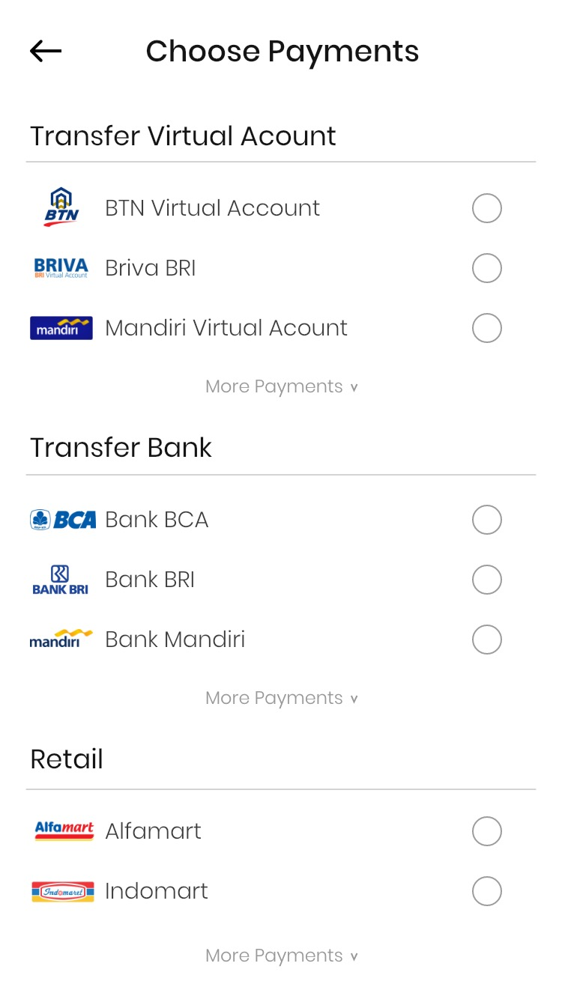 Choose Payments
Transfer Virtual Acount
BTN
BTN Virtual Account
BRIVA
BRI Virtual Account
Briva BRI
mandiri
Mandiri Virtual Acount
More Payments v
Transfer Bank
BCA
Bank BCA
BANK BRI
Bank BRI
mandiri
Bank Mandiri
More Payments v
Retail
Alfamart
Alfamart
Indomaret
Indomart
More Payments v